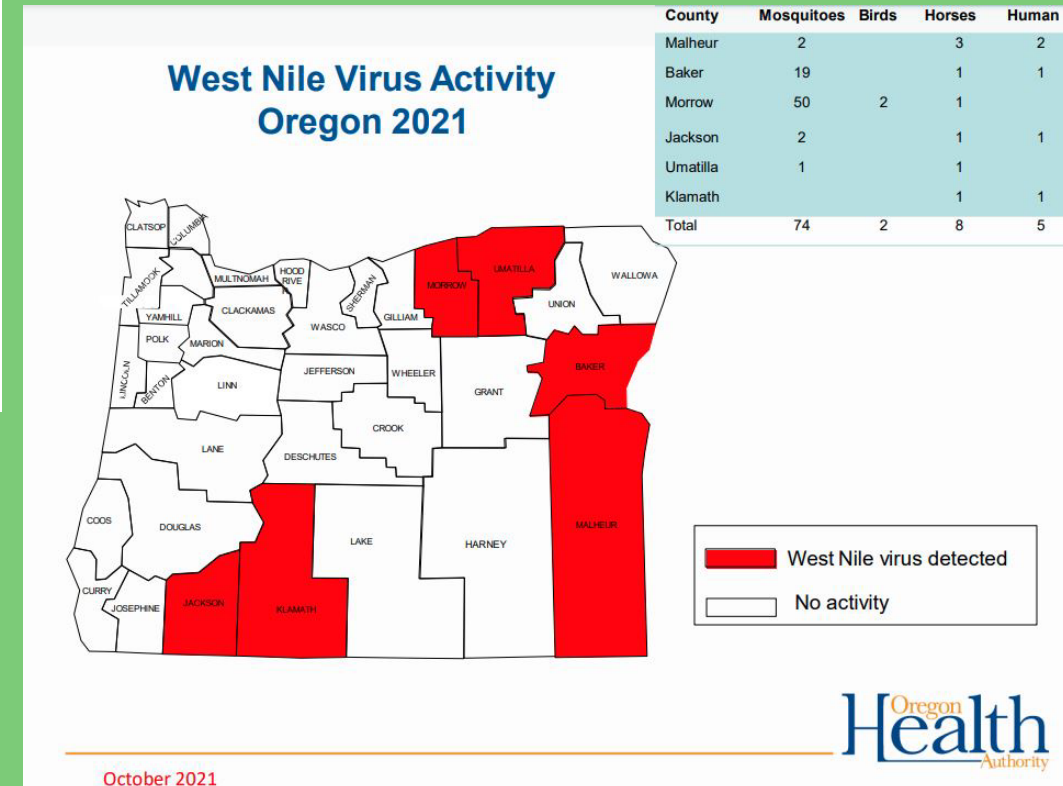 County Mosquitoes Birds Horses Human
Malheur 2 3 2
Baker 19 1 1
Morrow 50 2 1
Jackson 2 1 1
Umatilla 1 1
Klamath 1 1
Total 74 2 8 5
West Nile Virus Activity
Oregon 2021
CLATSOP
COLUMBIA
TILLAMOOK
MULTNOMAH
HOOD
RIVE
R
SHERMAN
MORROW
UMATILLA
WALLOWA
UNION
YAMHILL
CLACKAMAS
WASCO
GILLIAM
POLK
MARION
LINCOLN
BENTON
LINN
JEFFERSON
WHEELER
GRANT
BAKER
CROOK
LANE
DESCHUTES
COOS
DOUGLAS
LAKE
HARNEY
MALHEUR
CURRY
JOSEPHINE
JACKSON
KLAMATH
West Nile virus detected
No activity
Oregon
Health
Authority
October 2021